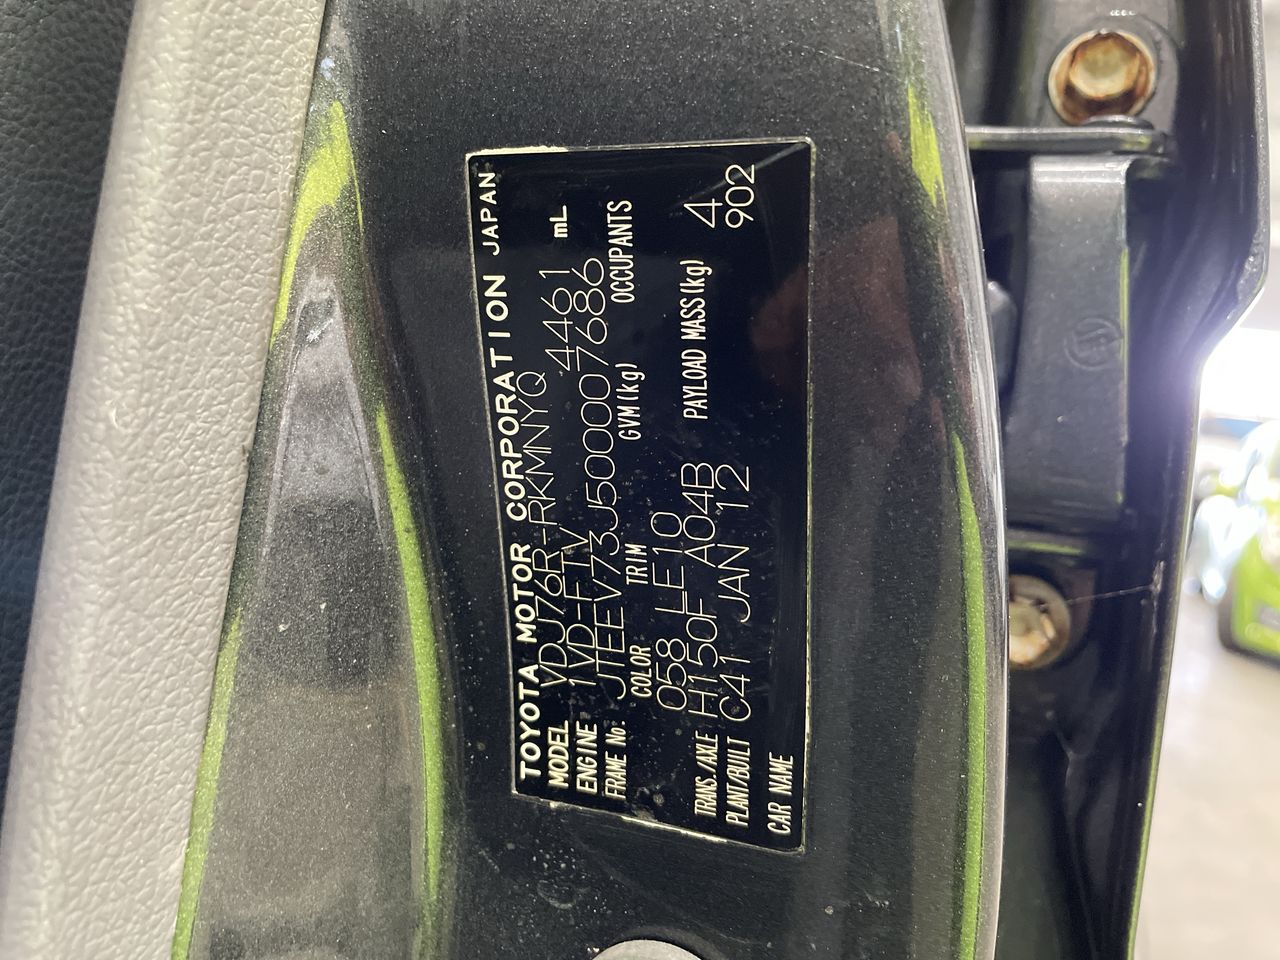 TOYOTA MOTOR CORPORATION JAPAN
MODEL VDJ76R-RKMNYQ
ENGINE 1VD-FTV 4461 mL
FRAME No. JTEEV73J500007686
COLOR TRIM GVM(kg) OCCUPANTS
058 LE10 4
TRANS./AXLE H150F A04B PAYLOAD MASS(kg) 902
PLANT/BUILT C41 JAN 12
CAR NAME